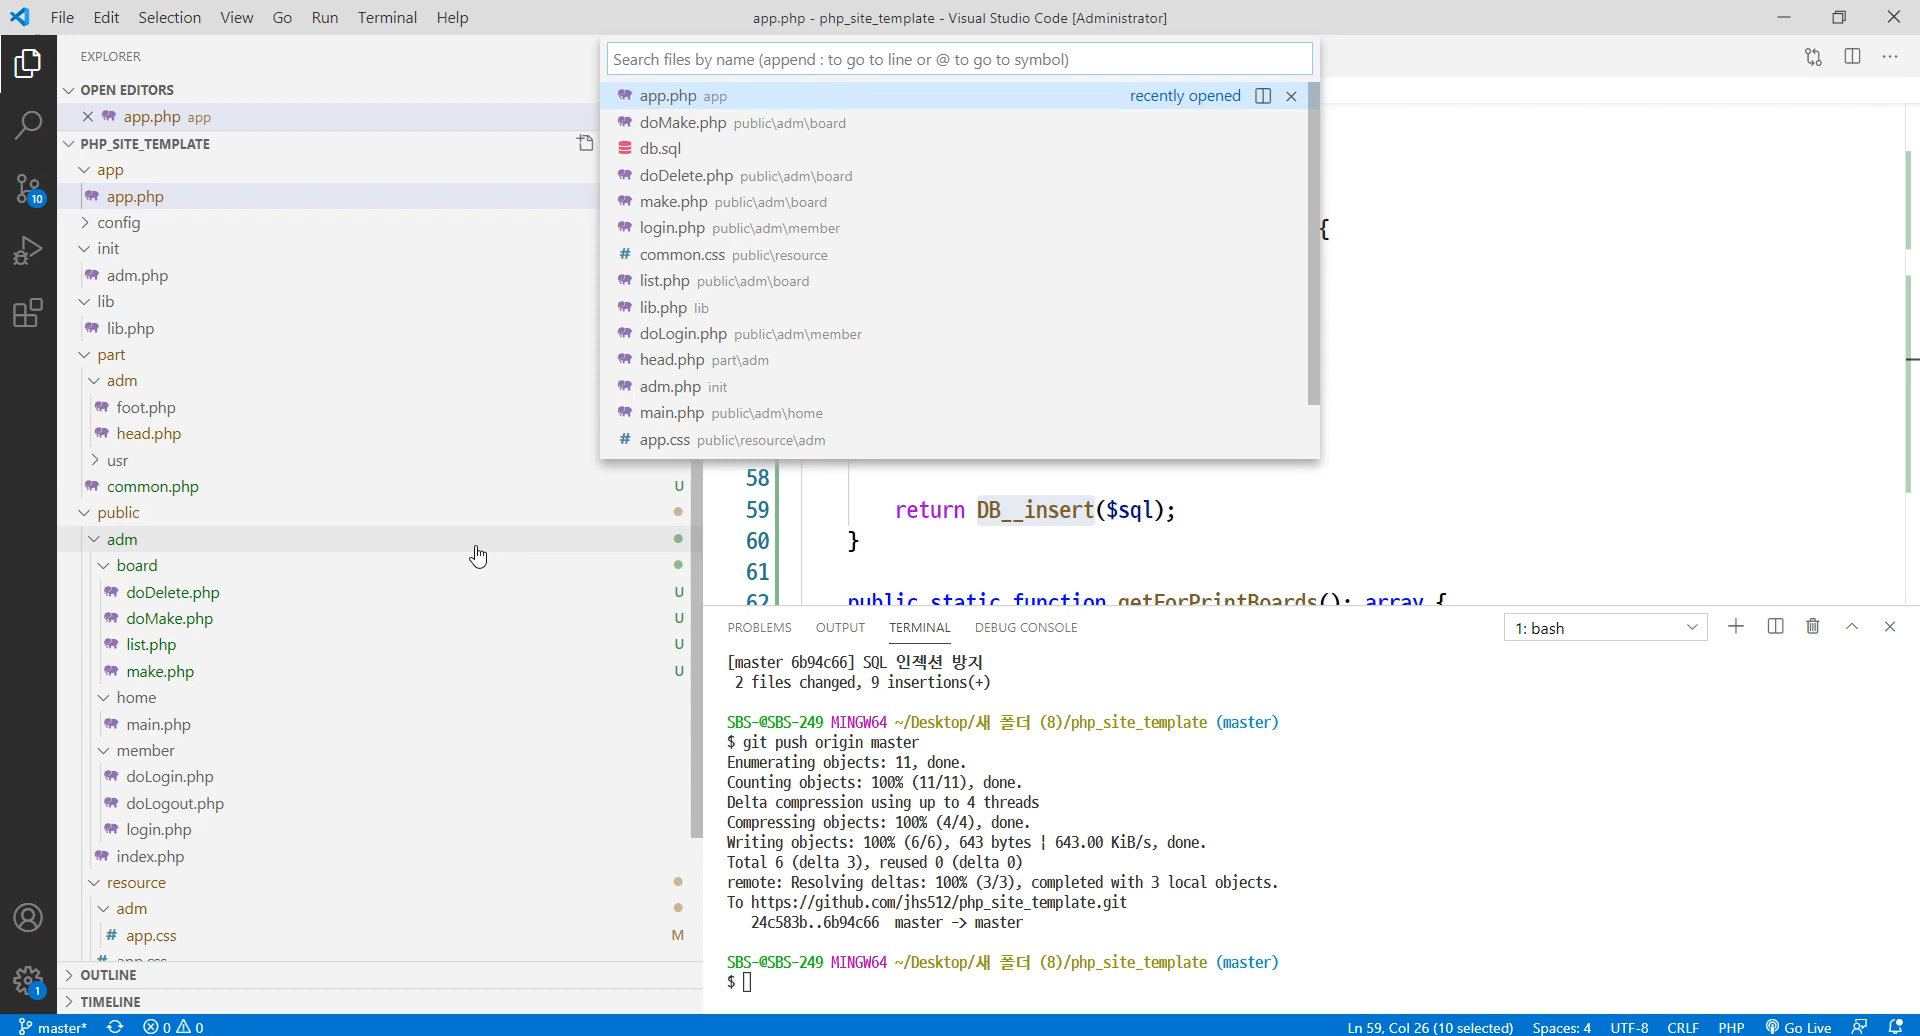 File Edit Selection View Go Run Terminal Help
app.php - php_site_template - Visual Studio Code [Administrator]
EXPLORER
OPEN EDITORS
app.php app
PHP_SITE_TEMPLATE
app
app.php
config
init
adm.php
lib
lib.php
part
adm
foot.php
head.php
usr
common.php U
public
adm
board
doDelete.php U
doMake.php U
list.php U
make.php U
home
main.php
member
doLogin.php
doLogout.php
login.php
index.php
resource
adm
app.css M
OUTLINE
TIMELINE
10
1
Search files by name (append : to go to line or @ to go to symbol)
app.php app recently opened
doMake.php public\adm\board
db.sql
doDelete.php public\adm\board
make.php public\adm\board
login.php public\adm\member
common.css public\resource
list.php public\adm\board
lib.php lib
doLogin.php public\adm\member
head.php part\adm
adm.php init
main.php public\adm\home
app.css public\resource\adm
{
58
59 return DB__insert($sql);
60 }
61
62 public static function getForPrintBoards(): array {
PROBLEMS OUTPUT TERMINAL DEBUG CONSOLE 1: bash
[master 6b94c66] SQL 인젝션 방지
2 files changed, 9 insertions(+)
SBS-@SBS-249 MINGW64 ~/Desktop/새 폴더 (8)/php_site_template (master)
$ git push origin master
Enumerating objects: 11, done.
Counting objects: 100% (11/11), done.
Delta compression using up to 4 threads
Compressing objects: 100% (4/4), done.
Writing objects: 100% (6/6), 643 bytes ¦ 643.00 KiB/s, done.
Total 6 (delta 3), reused 0 (delta 0)
remote: Resolving deltas: 100% (3/3), completed with 3 local objects.
To https://github.com/jhs512/php_site_template.git
24c583b..6b94c66 master -> master
SBS-@SBS-249 MINGW64 ~/Desktop/새 폴더 (8)/php_site_template (master)
$
master* 0 0 Ln 59, Col 26 (10 selected) Spaces: 4 UTF-8 CRLF PHP Go Live